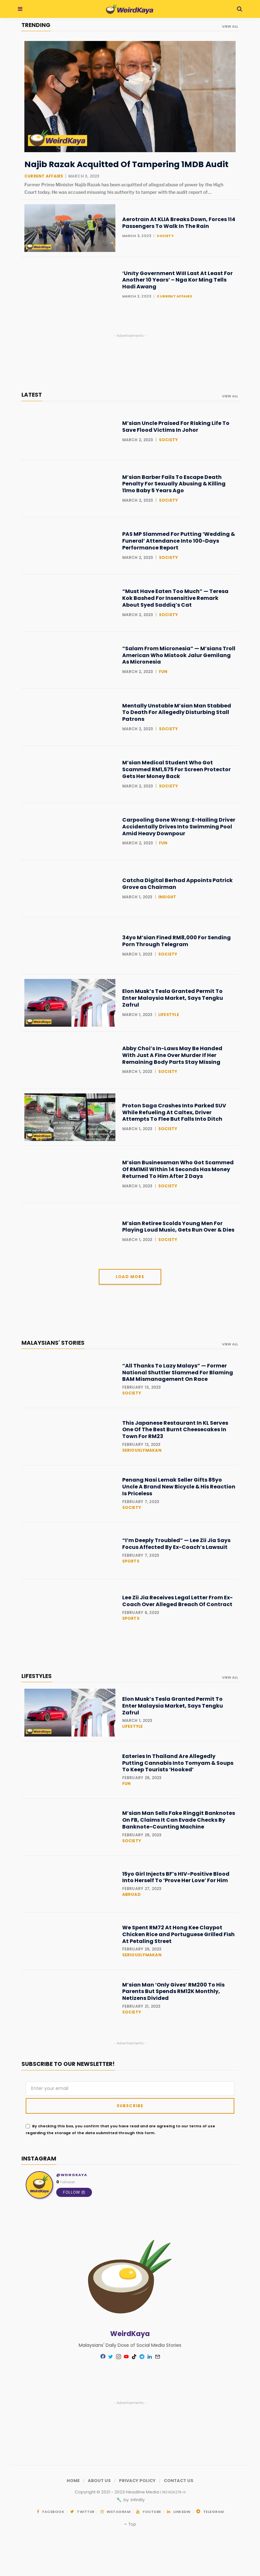 WeirdKaya
TRENDING
VIEW ALL
WeirdKaya
Najib Razak Acquitted Of Tampering 1MDB Audit
CURRENT AFFAIRS | MARCH 3, 2023
Former Prime Minister Najib Razak has been acquitted of alleged abuse of power by the High
Court today. He was accused misusing his authority to tamper with the audit report of...
WeirdKaya
Aerotrain At KLIA Breaks Down, Forces 114
Passengers To Walk In The Rain
MARCH 3, 2023 | SOCIETY
‘Unity Government Will Last At Least For
Another 10 Years’ – Nga Kor Ming Tells
Hadi Awang
MARCH 3, 2023 | CURRENT AFFAIRS
- Advertisements -
LATEST
VIEW ALL
M’sian Uncle Praised For Risking Life To
Save Flood Victims In Johor
MARCH 2, 2023 | SOCIETY
M’sian Barber Fails To Escape Death
Penalty For Sexually Abusing & Killing
11mo Baby 5 Years Ago
MARCH 2, 2023 | SOCIETY
PAS MP Slammed For Putting ‘Wedding &
Funeral’ Attendance Into 100-Days
Performance Report
MARCH 2, 2023 | SOCIETY
“Must Have Eaten Too Much” — Teresa
Kok Bashed For Insensitive Remark
About Syed Saddiq’s Cat
MARCH 2, 2023 | SOCIETY
“Salam From Micronesia” — M’sians Troll
American Who Mistook Jalur Gemilang
As Micronesia
MARCH 2, 2023 | FUN
Mentally Unstable M’sian Man Stabbed
To Death For Allegedly Disturbing Stall
Patrons
MARCH 2, 2023 | SOCIETY
M’sian Medical Student Who Got
Scammed RM1,575 For Screen Protector
Gets Her Money Back
MARCH 2, 2023 | SOCIETY
Carpooling Gone Wrong: E-Hailing Driver
Accidentally Drives Into Swimming Pool
Amid Heavy Downpour
MARCH 2, 2023 | FUN
Catcha Digital Berhad Appoints Patrick
Grove as Chairman
MARCH 1, 2023 | INSIGHT
34yo M’sian Fined RM8,000 For Sending
Porn Through Telegram
MARCH 1, 2023 | SOCIETY
WeirdKaya
Elon Musk’s Tesla Granted Permit To
Enter Malaysia Market, Says Tengku
Zafrul
MARCH 1, 2023 | LIFESTYLE
Abby Choi’s In-Laws May Be Handed
With Just A Fine Over Murder If Her
Remaining Body Parts Stay Missing
MARCH 1, 2023 | SOCIETY
WeirdKaya
Proton Saga Crashes Into Parked SUV
While Refueling At Caltex, Driver
Attempts To Flee But Falls Into Ditch
MARCH 1, 2023 | SOCIETY
M’sian Businessman Who Got Scammed
Of RM1Mil Within 14 Seconds Has Money
Returned To Him After 2 Days
MARCH 1, 2023 | SOCIETY
M’sian Retiree Scolds Young Men For
Playing Loud Music, Gets Run Over & Dies
MARCH 1, 2023 | SOCIETY
LOAD MORE
MALAYSIANS’ STORIES
VIEW ALL
“All Thanks To Lazy Malays” — Former
National Shuttler Slammed For Blaming
BAM Mismanagement On Race
FEBRUARY 13, 2023
SOCIETY
This Japanese Restaurant In KL Serves
One Of The Best Burnt Cheesecakes In
Town For RM23
FEBRUARY 12, 2023
SERIOUSLYMAKAN
Penang Nasi Lemak Seller Gifts 85yo
Uncle A Brand New Bicycle & His Reaction
Is Priceless
FEBRUARY 7, 2023
SOCIETY
“I’m Deeply Troubled” — Lee Zii Jia Says
Focus Affected By Ex-Coach’s Lawsuit
FEBRUARY 7, 2023
SPORTS
Lee Zii Jia Receives Legal Letter From Ex-
Coach Over Alleged Breach Of Contract
FEBRUARY 6, 2023
SPORTS
LIFESTYLES
VIEW ALL
WeirdKaya
Elon Musk’s Tesla Granted Permit To
Enter Malaysia Market, Says Tengku
Zafrul
MARCH 1, 2023
LIFESTYLE
Eateries In Thailand Are Allegedly
Putting Cannabis Into Tomyam & Soups
To Keep Tourists ‘Hooked’
FEBRUARY 28, 2023
FUN
M’sian Man Sells Fake Ringgit Banknotes
On FB, Claims It Can Evade Checks By
Banknote-Counting Machine
FEBRUARY 28, 2023
SOCIETY
15yo Girl Injects BF’s HIV-Positive Blood
Into Herself To ‘Prove Her Love’ For Him
FEBRUARY 27, 2023
ABROAD
We Spent RM72 At Hong Kee Claypot
Chicken Rice and Portuguese Grilled Fish
At Petaling Street
FEBRUARY 26, 2023
SERIOUSLYMAKAN
M’sian Man ‘Only Gives’ RM200 To His
Parents But Spends RM12K Monthly,
Netizens Divided
FEBRUARY 21, 2023
SOCIETY
- Advertisement -
SUBSCRIBE TO OUR NEWSLETTER!
Enter your email
SUBSCRIBE
By checking this box, you confirm that you have read and are agreeing to our terms of use
regarding the storage of the data submitted through this form.
INSTAGRAM
WeirdKaya
@WEIRDKAYA
0 Followers
FOLLOW
WeirdKaya
Malaysians' Daily Dose of Social Media Stories
- Advertisement -
HOME / ABOUT US / PRIVACY POLICY / CONTACT US
by: Infinity
FACEBOOK TWITTER INSTAGRAM YOUTUBE LINKEDIN TELEGRAM
Top